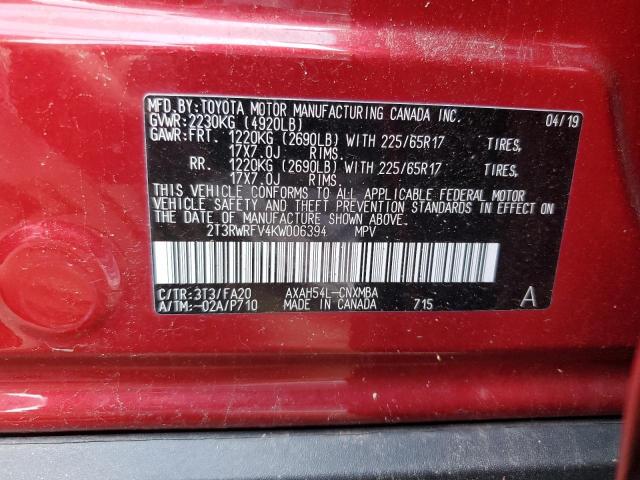 MFD.BY:TOYOTA MOTOR MANUFACTURING CANADA INC. 04/19
GVWR:2230KG (4920LB)
GAWR:FRT. 1220KG (2690LB) WITH 225/65R17 TIRES,
17X7.0J RIMS.
RR. 1220KG (2690LB) WITH 225/65R17 TIRES,
17X7.0J RIMS.
THIS VEHICLE CONFORMS TO ALL APPLICABLE FEDERAL MOTOR
VEHICLE SAFETY AND THEFT PREVENTION STANDARDS IN EFFECT
ON THE DATE OF MANUFACTURE SHOWN ABOVE.
2T3RWRFV4KW006394 MPV
C/TR:3T3/FA20 AXAH54L-CNXMBA A
A/TM:-02A/P710 MADE IN CANADA 715